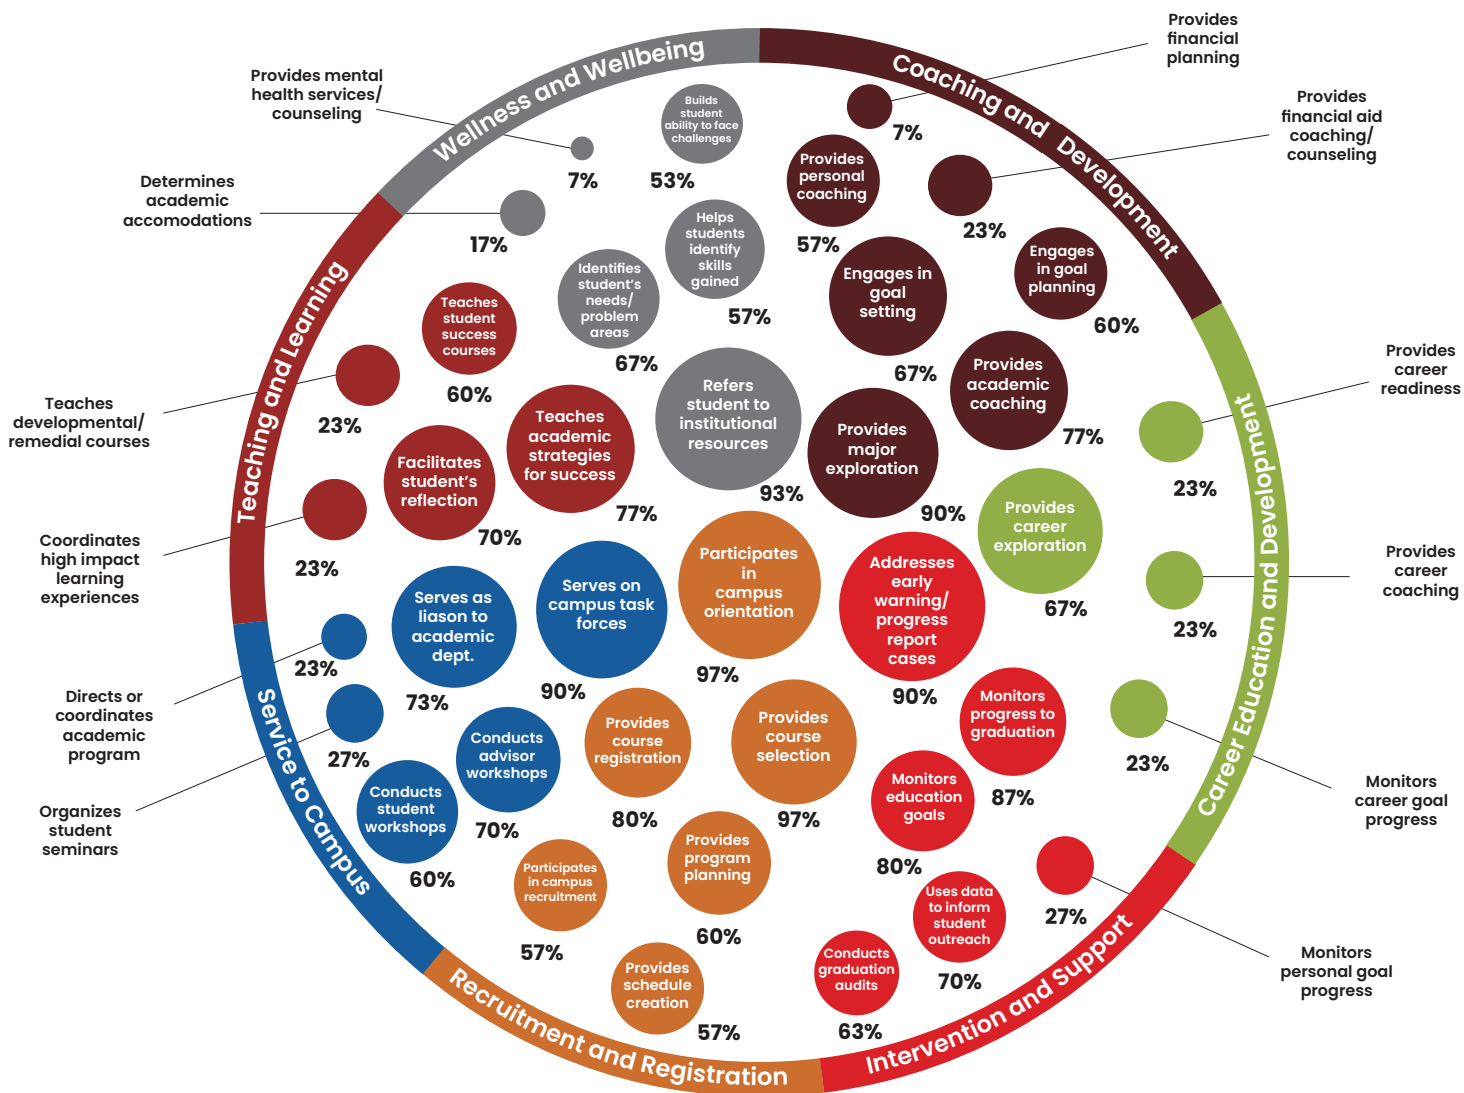 Wellness and Wellbeing
Provides mental
health services/
counseling
7%
Builds
student
ability to face
challenges
53%
Determines
academic
accomodations
17%
Helps
students
identify
skills
gained
57%
Identifies
student's
needs/
problem
areas
67%
Refers
student to
institutional
resources
93%
Coaching and Development
Provides
financial
planning
7%
Provides
financial aid
coaching/
counseling
23%
Provides
personal
coaching
57%
Engages in
goal
setting
67%
Engages
in goal
planning
60%
Provides
academic
coaching
77%
Provides
major
exploration
90%
Career Education and Development
Provides
career
readiness
23%
Provides
career
exploration
67%
Provides
career
coaching
23%
Monitors
career goal
progress
23%
Intervention and Support
Addresses
early
warning/
progress
report
cases
90%
Monitors
progress to
graduation
87%
Monitors
education
goals
80%
Monitors
personal goal
progress
27%
Uses data
to inform
student
outreach
70%
Conducts
graduation
audits
63%
Recruitment and Registration
Participates
in
campus
orientation
97%
Provides
course
registration
80%
Provides
course
selection
97%
Provides
program
planning
60%
Participates
in campus
recruitment
57%
Provides
schedule
creation
57%
Service to Campus
Serves on
campus task
forces
90%
Serves as
liason to
academic
dept.
73%
Directs or
coordinates
academic
program
23%
Organizes
student
seminars
27%
Conducts
advisor
workshops
70%
Conducts
student
workshops
60%
Teaching and Learning
Teaches
student
success
courses
60%
Teaches
developmental/
remedial courses
23%
Teaches
academic
strategies
for success
77%
Facilitates
student's
reflection
70%
Coordinates
high impact
learning
experiences
23%